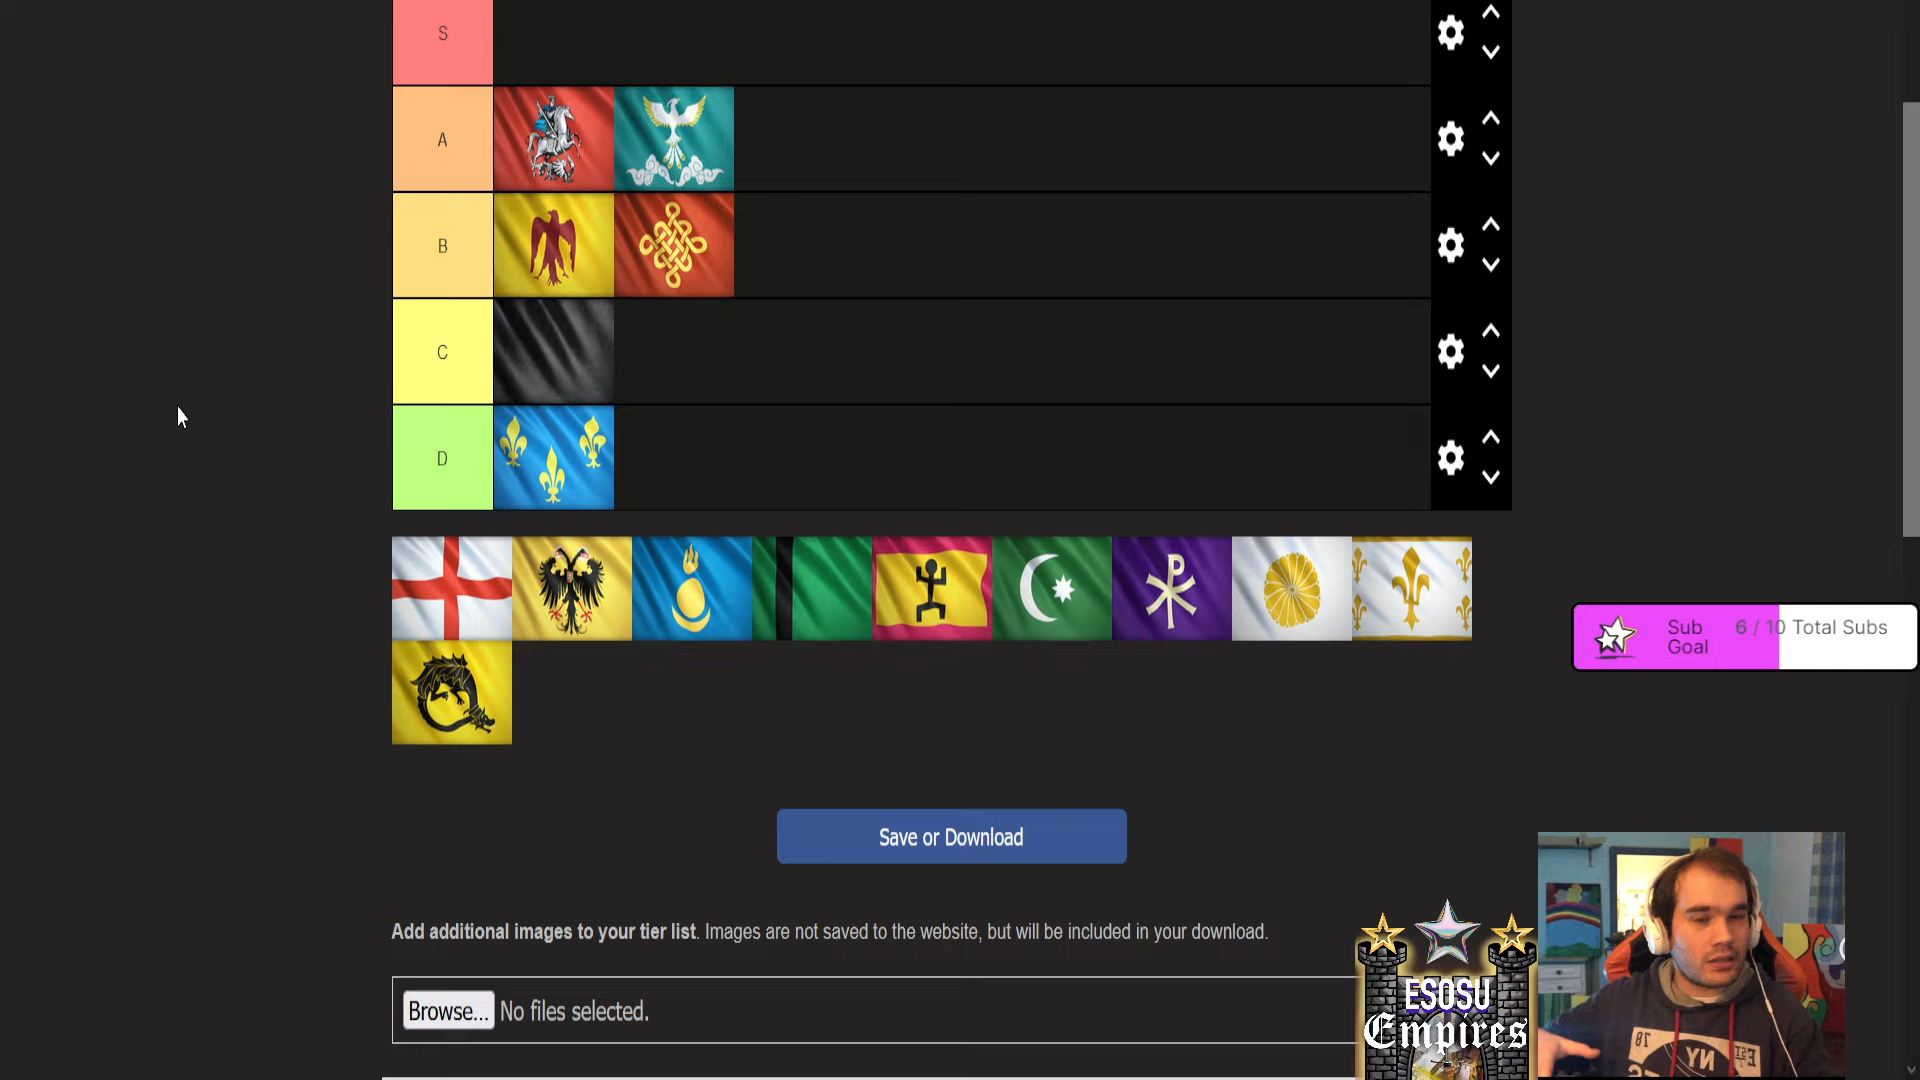 S
A
B
C
D
Sub Goal
6 / 10 Total Subs
Save or Download
Add additional images to your tier list. Images are not saved to the website, but will be included in your download.
Browse... No files selected.
ESOSU
Empires